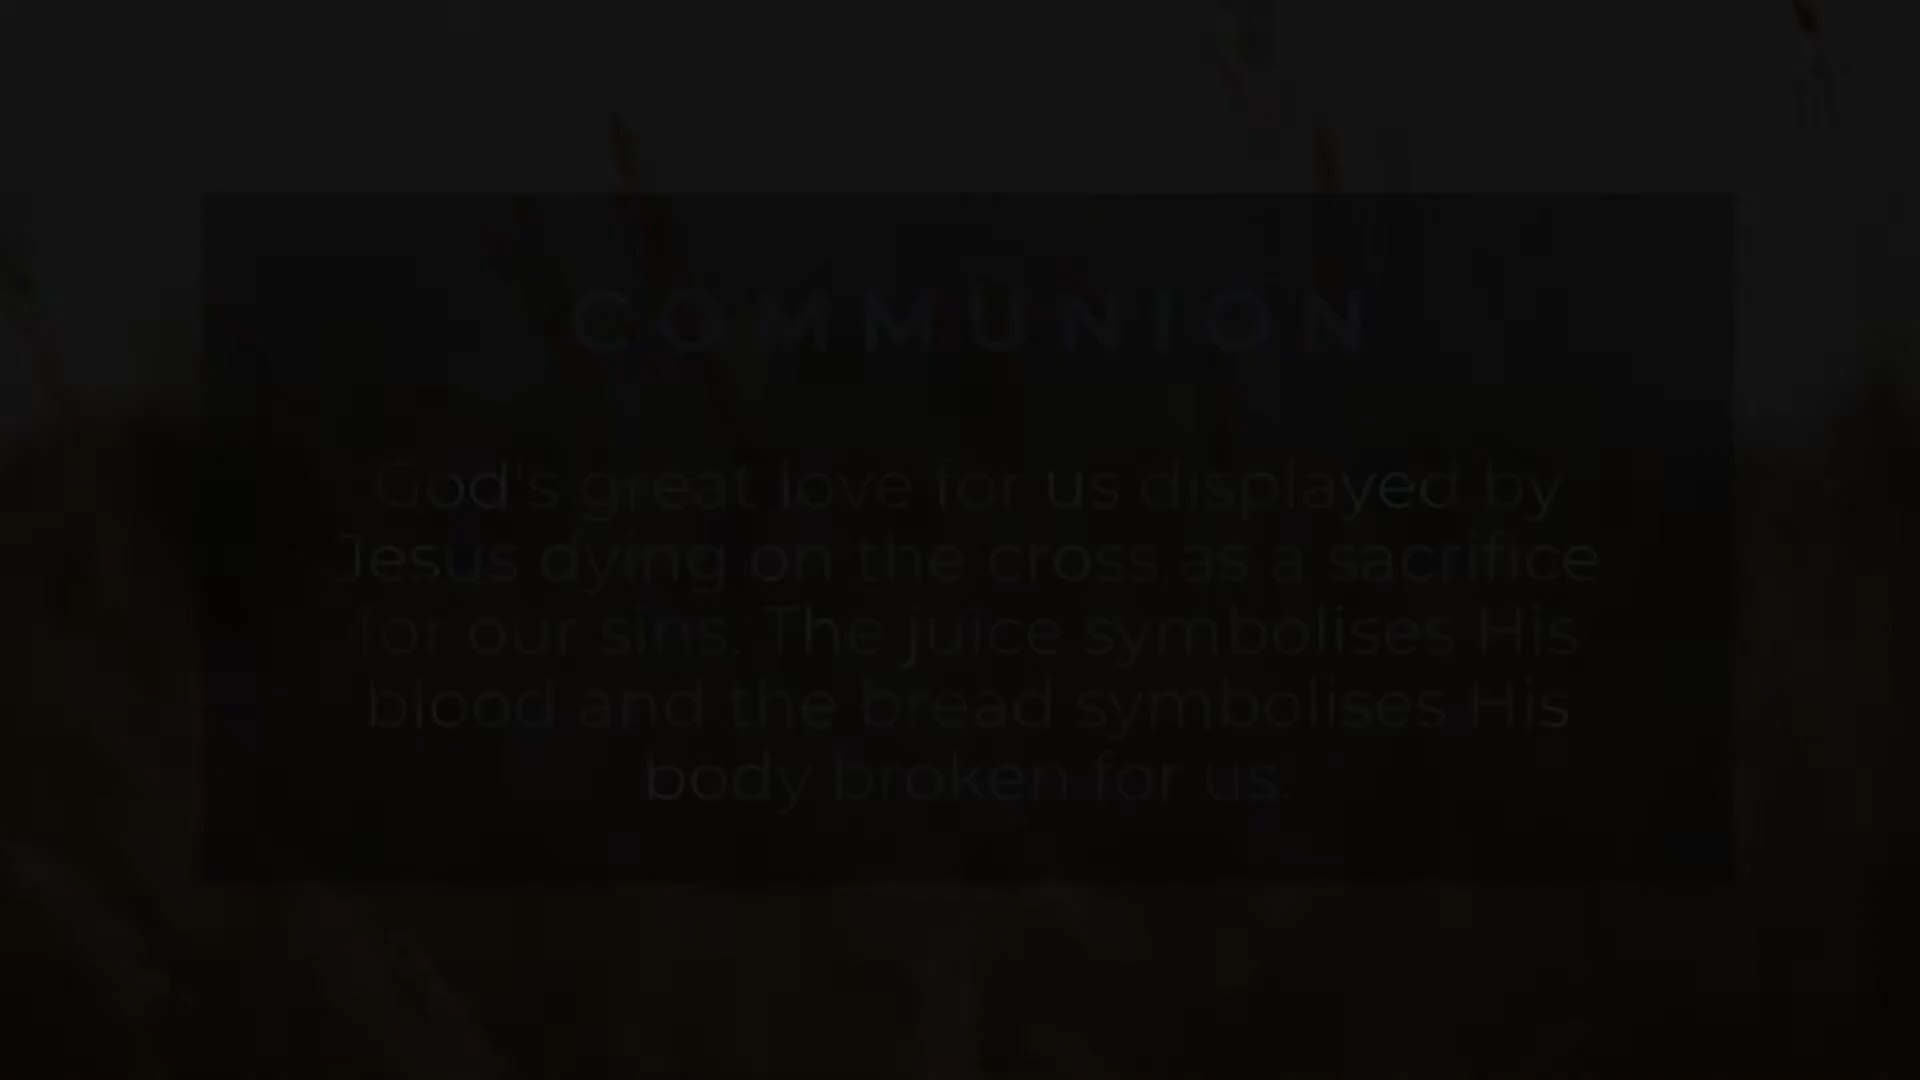 COMMUNION
God's great love for us displayed by
Jesus dying on the cross as a sacrifice
for our sins. The juice symbolises His
blood and the bread symbolises His
body broken for us.